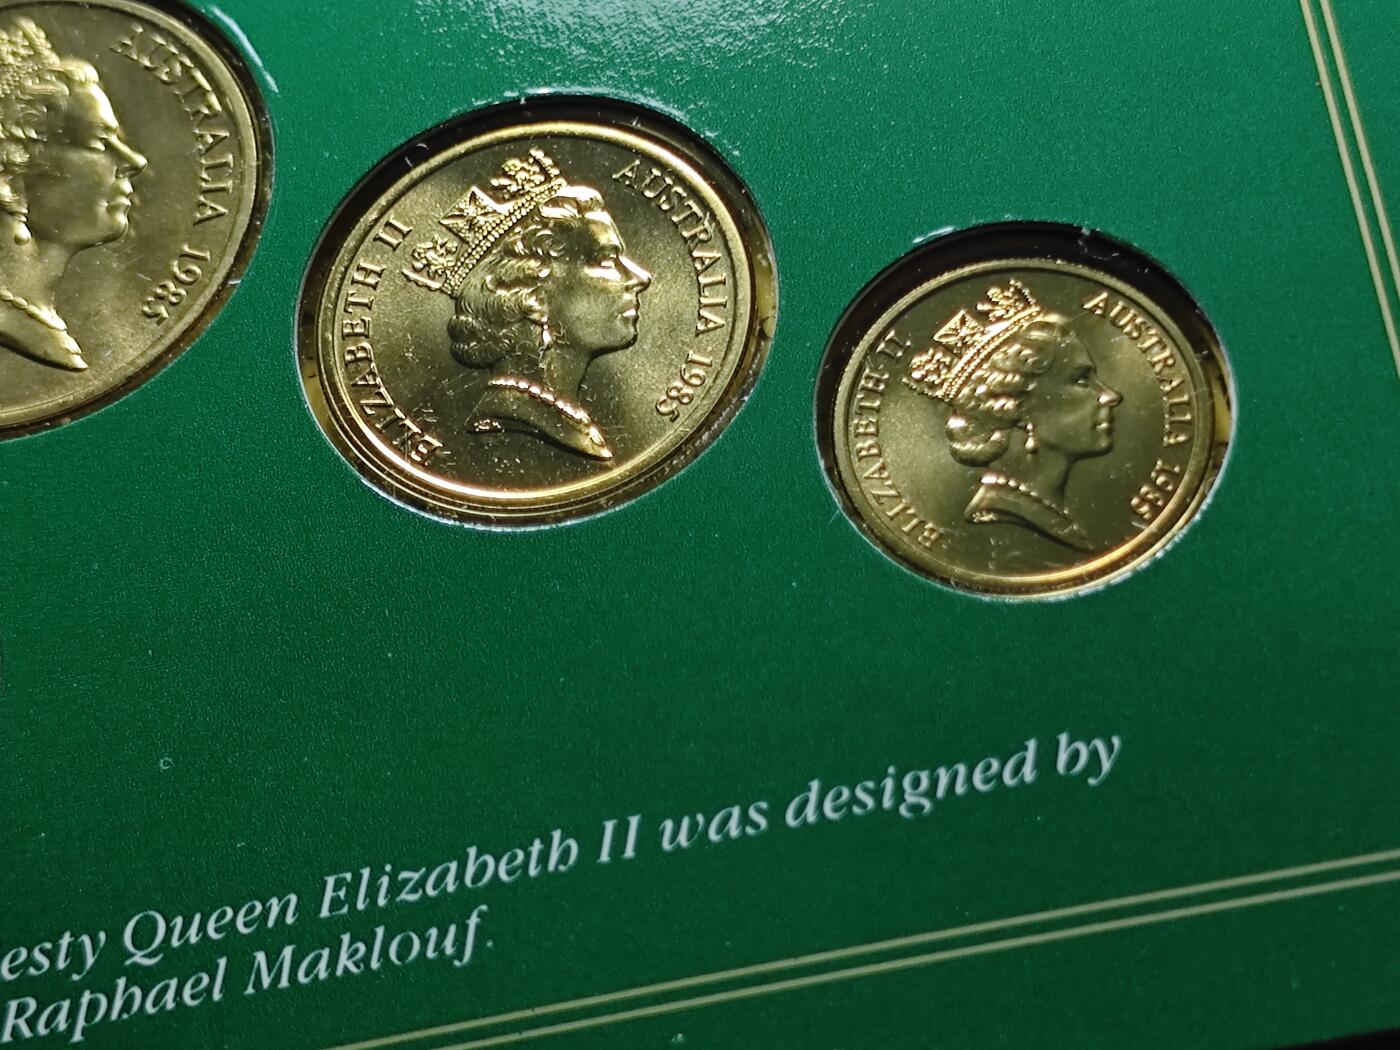 AUSTRALIA 1985
ELIZABETH II AUSTRALIA 1985
ELIZABETH II AUSTRALIA 1985
esty Queen Elizabeth II was designed by
Raphael Maklouf.